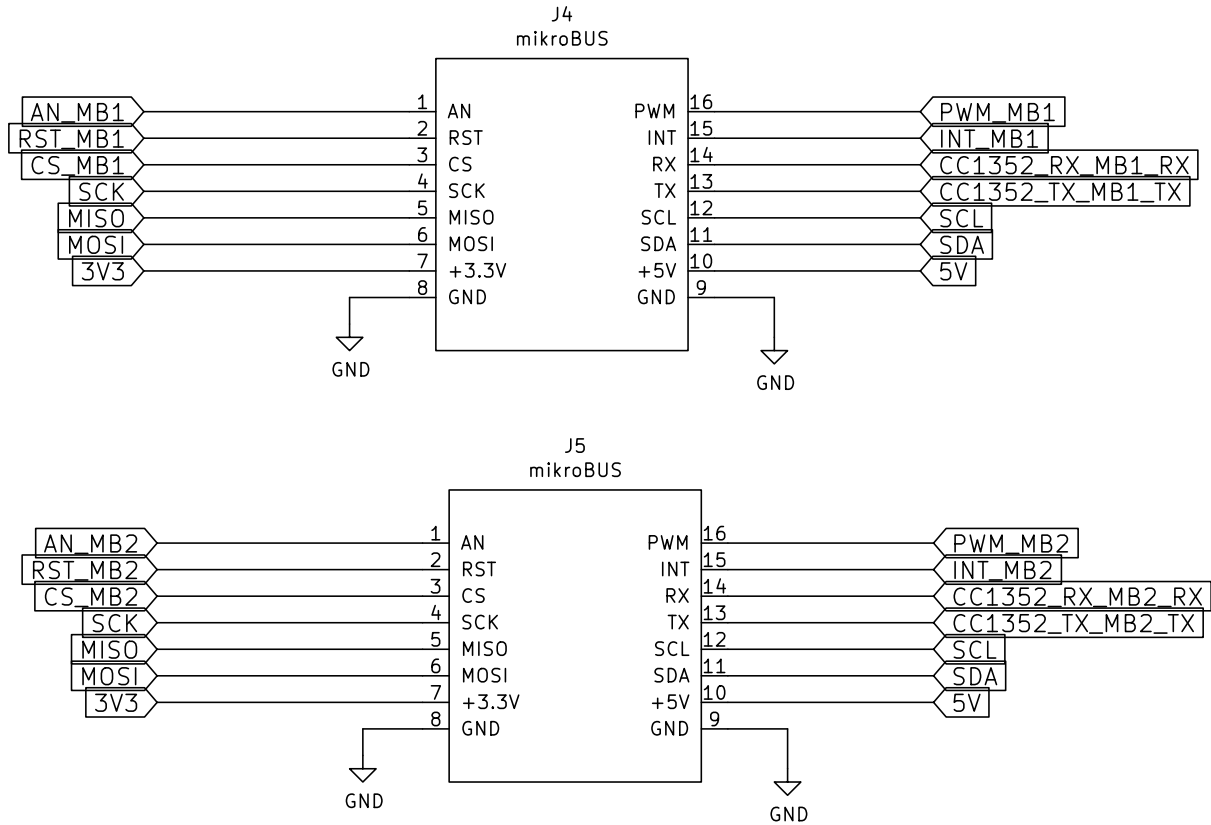 J4
mikroBUS
AN_MB1 1 AN PWM 16 PWM_MB1
RST_MB1 2 RST INT 15 INT_MB1
CS_MB1 3 CS RX 14 CC1352_RX_MB1_RX
SCK 4 SCK TX 13 CC1352_TX_MB1_TX
MISO 5 MISO SCL 12 SCL
MOSI 6 MOSI SDA 11 SDA
3V3 7 +3.3V +5V 10 5V
8 GND GND 9
GND
GND
J5
mikroBUS
AN_MB2 1 AN PWM 16 PWM_MB2
RST_MB2 2 RST INT 15 INT_MB2
CS_MB2 3 CS RX 14 CC1352_RX_MB2_RX
SCK 4 SCK TX 13 CC1352_TX_MB2_TX
MISO 5 MISO SCL 12 SCL
MOSI 6 MOSI SDA 11 SDA
3V3 7 +3.3V +5V 10 5V
8 GND GND 9
GND
GND